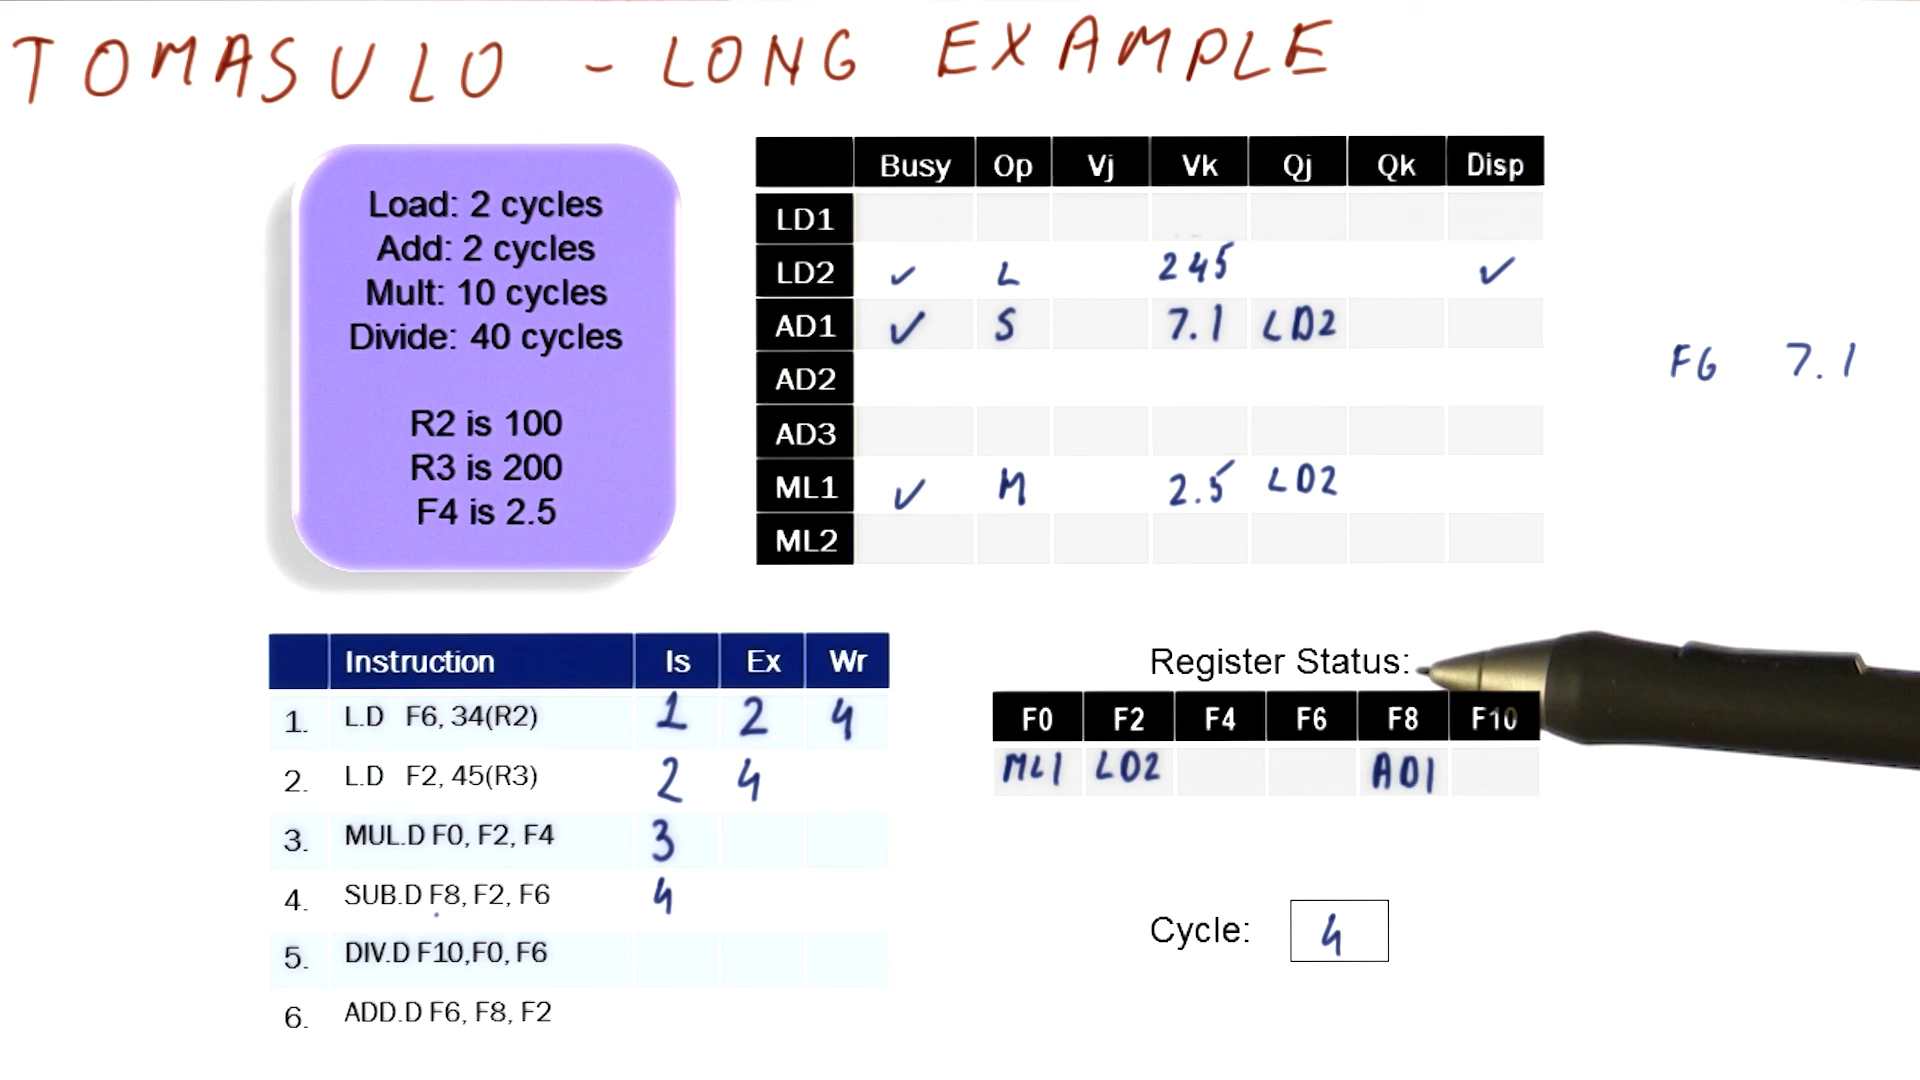 TOMASULO - LONG EXAMPLE
Load: 2 cycles
Add: 2 cycles
Mult: 10 cycles
Divide: 40 cycles
R2 is 100
R3 is 200
F4 is 2.5
Busy Op Vj Vk Qj Qk Disp
LD1
LD2 ✓ L 245 ✓
AD1 ✓ S 7.1 LD2
AD2
AD3
ML1 ✓ M 2.5 LD2
ML2
F6 7.1
Instruction Is Ex Wr
1. L.D F6, 34(R2) 1 2 4
2. L.D F2, 45(R3) 2 4
3. MUL.D F0, F2, F4 3
4. SUB.D F8, F2, F6 4
5. DIV.D F10,F0, F6
6. ADD.D F6, F8, F2
Register Status:
F0 F2 F4 F6 F8 F10
ML1 LD2 AD1
Cycle: 4